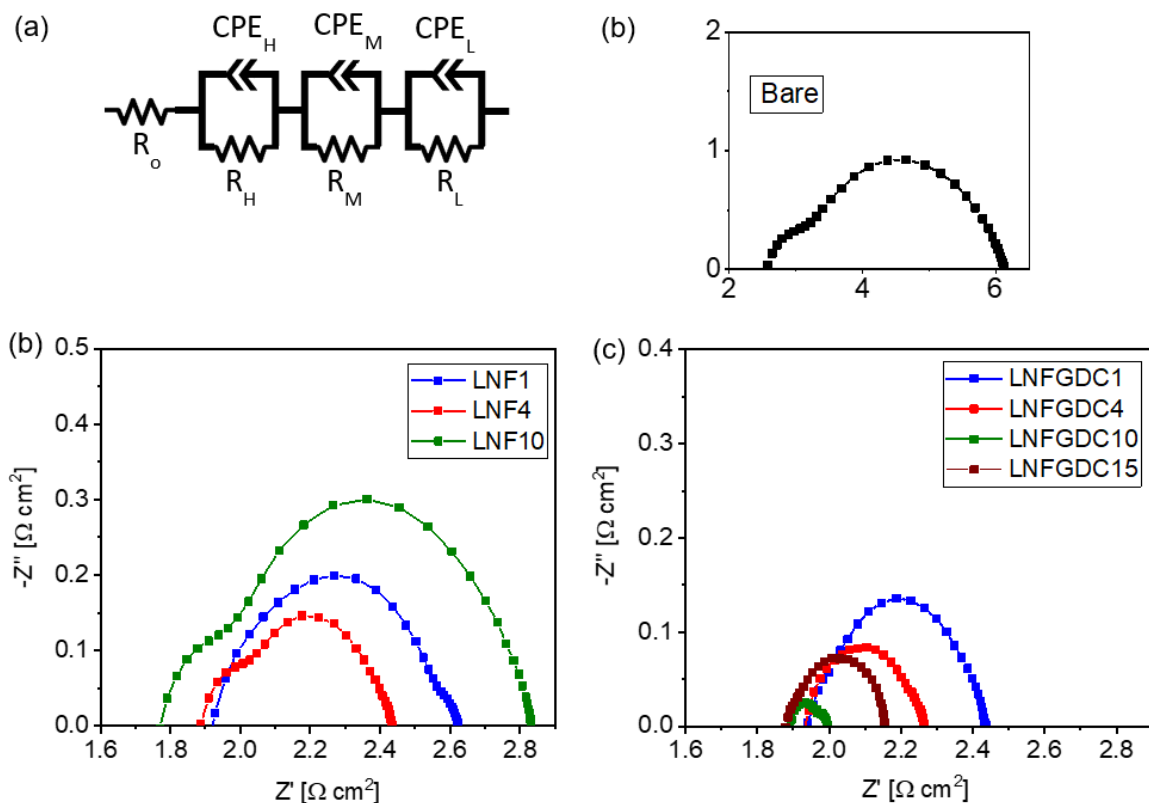 (a)
CPE_H CPE_M CPE_L
R_o R_H R_M R_L
(b)
Bare
2
1
0
2 4 6
(b)
LNF1
LNF4
LNF10
-Z'' [Ω cm²]
0.5
0.4
0.3
0.2
0.1
0.0
1.6 1.8 2.0 2.2 2.4 2.6 2.8
Z' [Ω cm²]
(c)
LNFGDC1
LNFGDC4
LNFGDC10
LNFGDC15
-Z'' [Ω cm²]
0.4
0.3
0.2
0.1
0.0
1.6 1.8 2.0 2.2 2.4 2.6 2.8
Z' [Ω cm²]